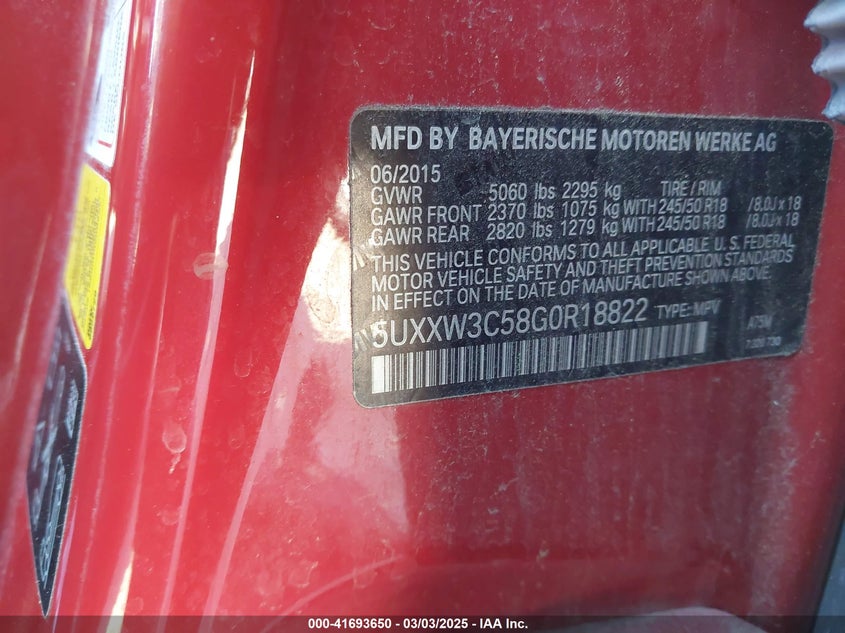 MFD BY BAYERISCHE MOTOREN WERKE AG
06/2015
GVWR 5060 lbs 2295 kg TIRE / RIM
GAWR FRONT 2370 lbs 1075 kg WITH 245/50 R18 /8.0J x 18
GAWR REAR 2820 lbs 1279 kg WITH 245/50 R18 /8.0J x 18
THIS VEHICLE CONFORMS TO ALL APPLICABLE U.S. FEDERAL
MOTOR VEHICLE SAFETY AND THEFT PREVENTION STANDARDS
IN EFFECT ON THE DATE OF MANUFACTURE SHOWN ABOVE.
5UXXW3C58G0R18822 TYPE: MPV
000-41693650 - 03/03/2025 - IAA Inc.